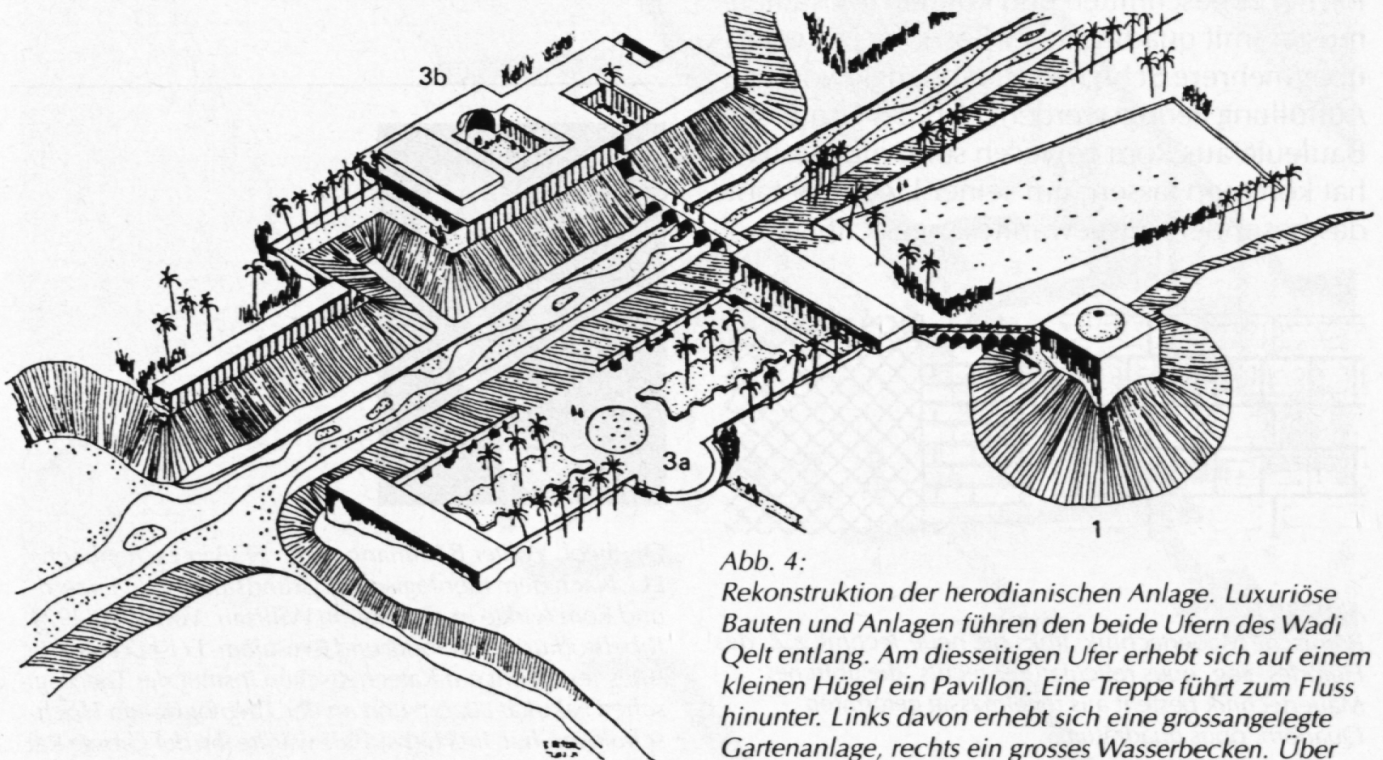 3b
3a
1
Abb. 4:
Rekonstruktion der herodianischen Anlage. Luxuriöse
Bauten und Anlagen führten den beide Ufern des Wadi
Qelt entlang. Am diesseitigen Ufer erhebt sich auf einem
kleinen Hügel ein Pavillon. Eine Treppe führt zum Fluss
hinunter. Links davon erhebt sich eine grossangelegte
Gartenanlage, rechts ein grosses Wasserbecken. Über